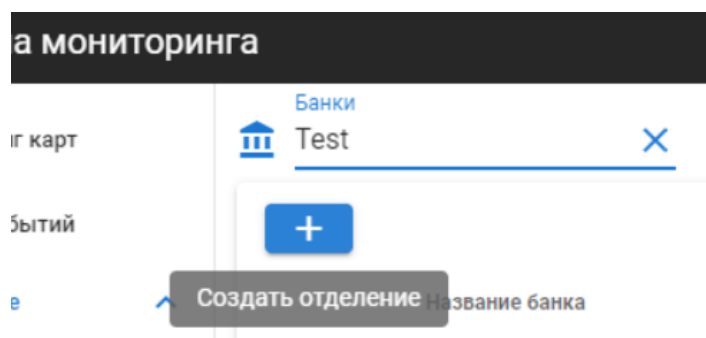 а мониторинга
Банки
г карт
Test
бытий
+
е
Создать отделение
Название банка